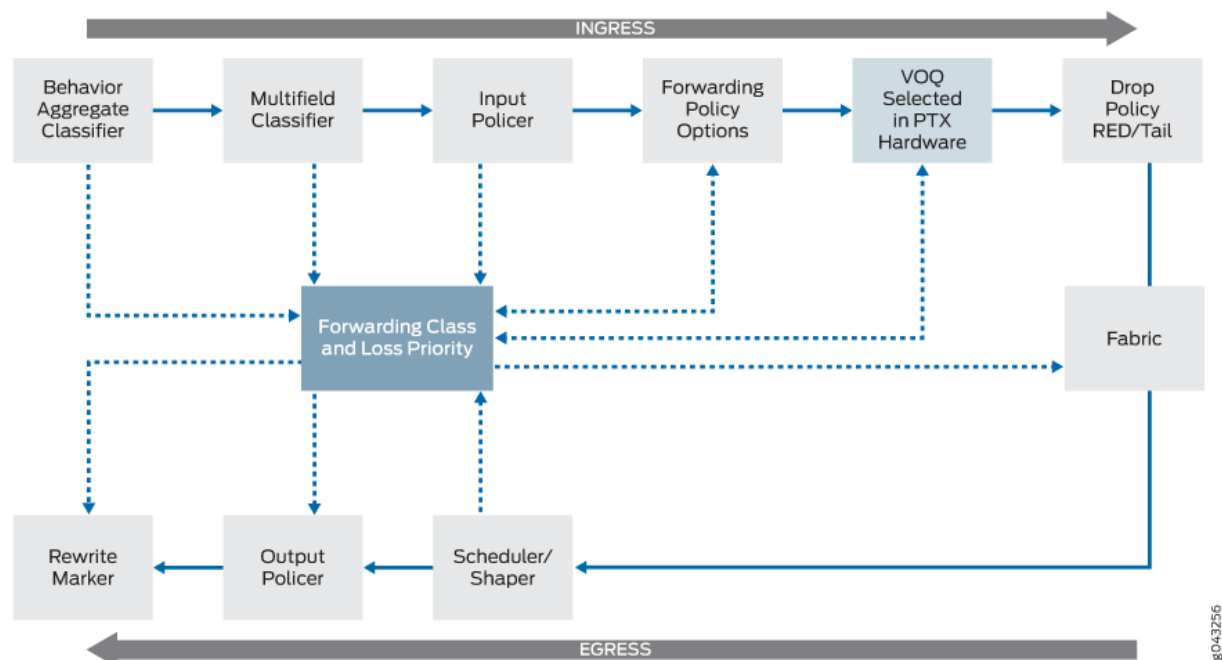 INGRESS
Behavior
Aggregate
Classifier
Multifield
Classifier
Input
Policer
Forwarding
Policy
Options
VOQ
Selected
in PTX
Hardware
Drop
Policy
RED/Tail
Forwarding Class
and Loss Priority
Fabric
Rewrite
Marker
Output
Policer
Scheduler/
Shaper
EGRESS
g043256